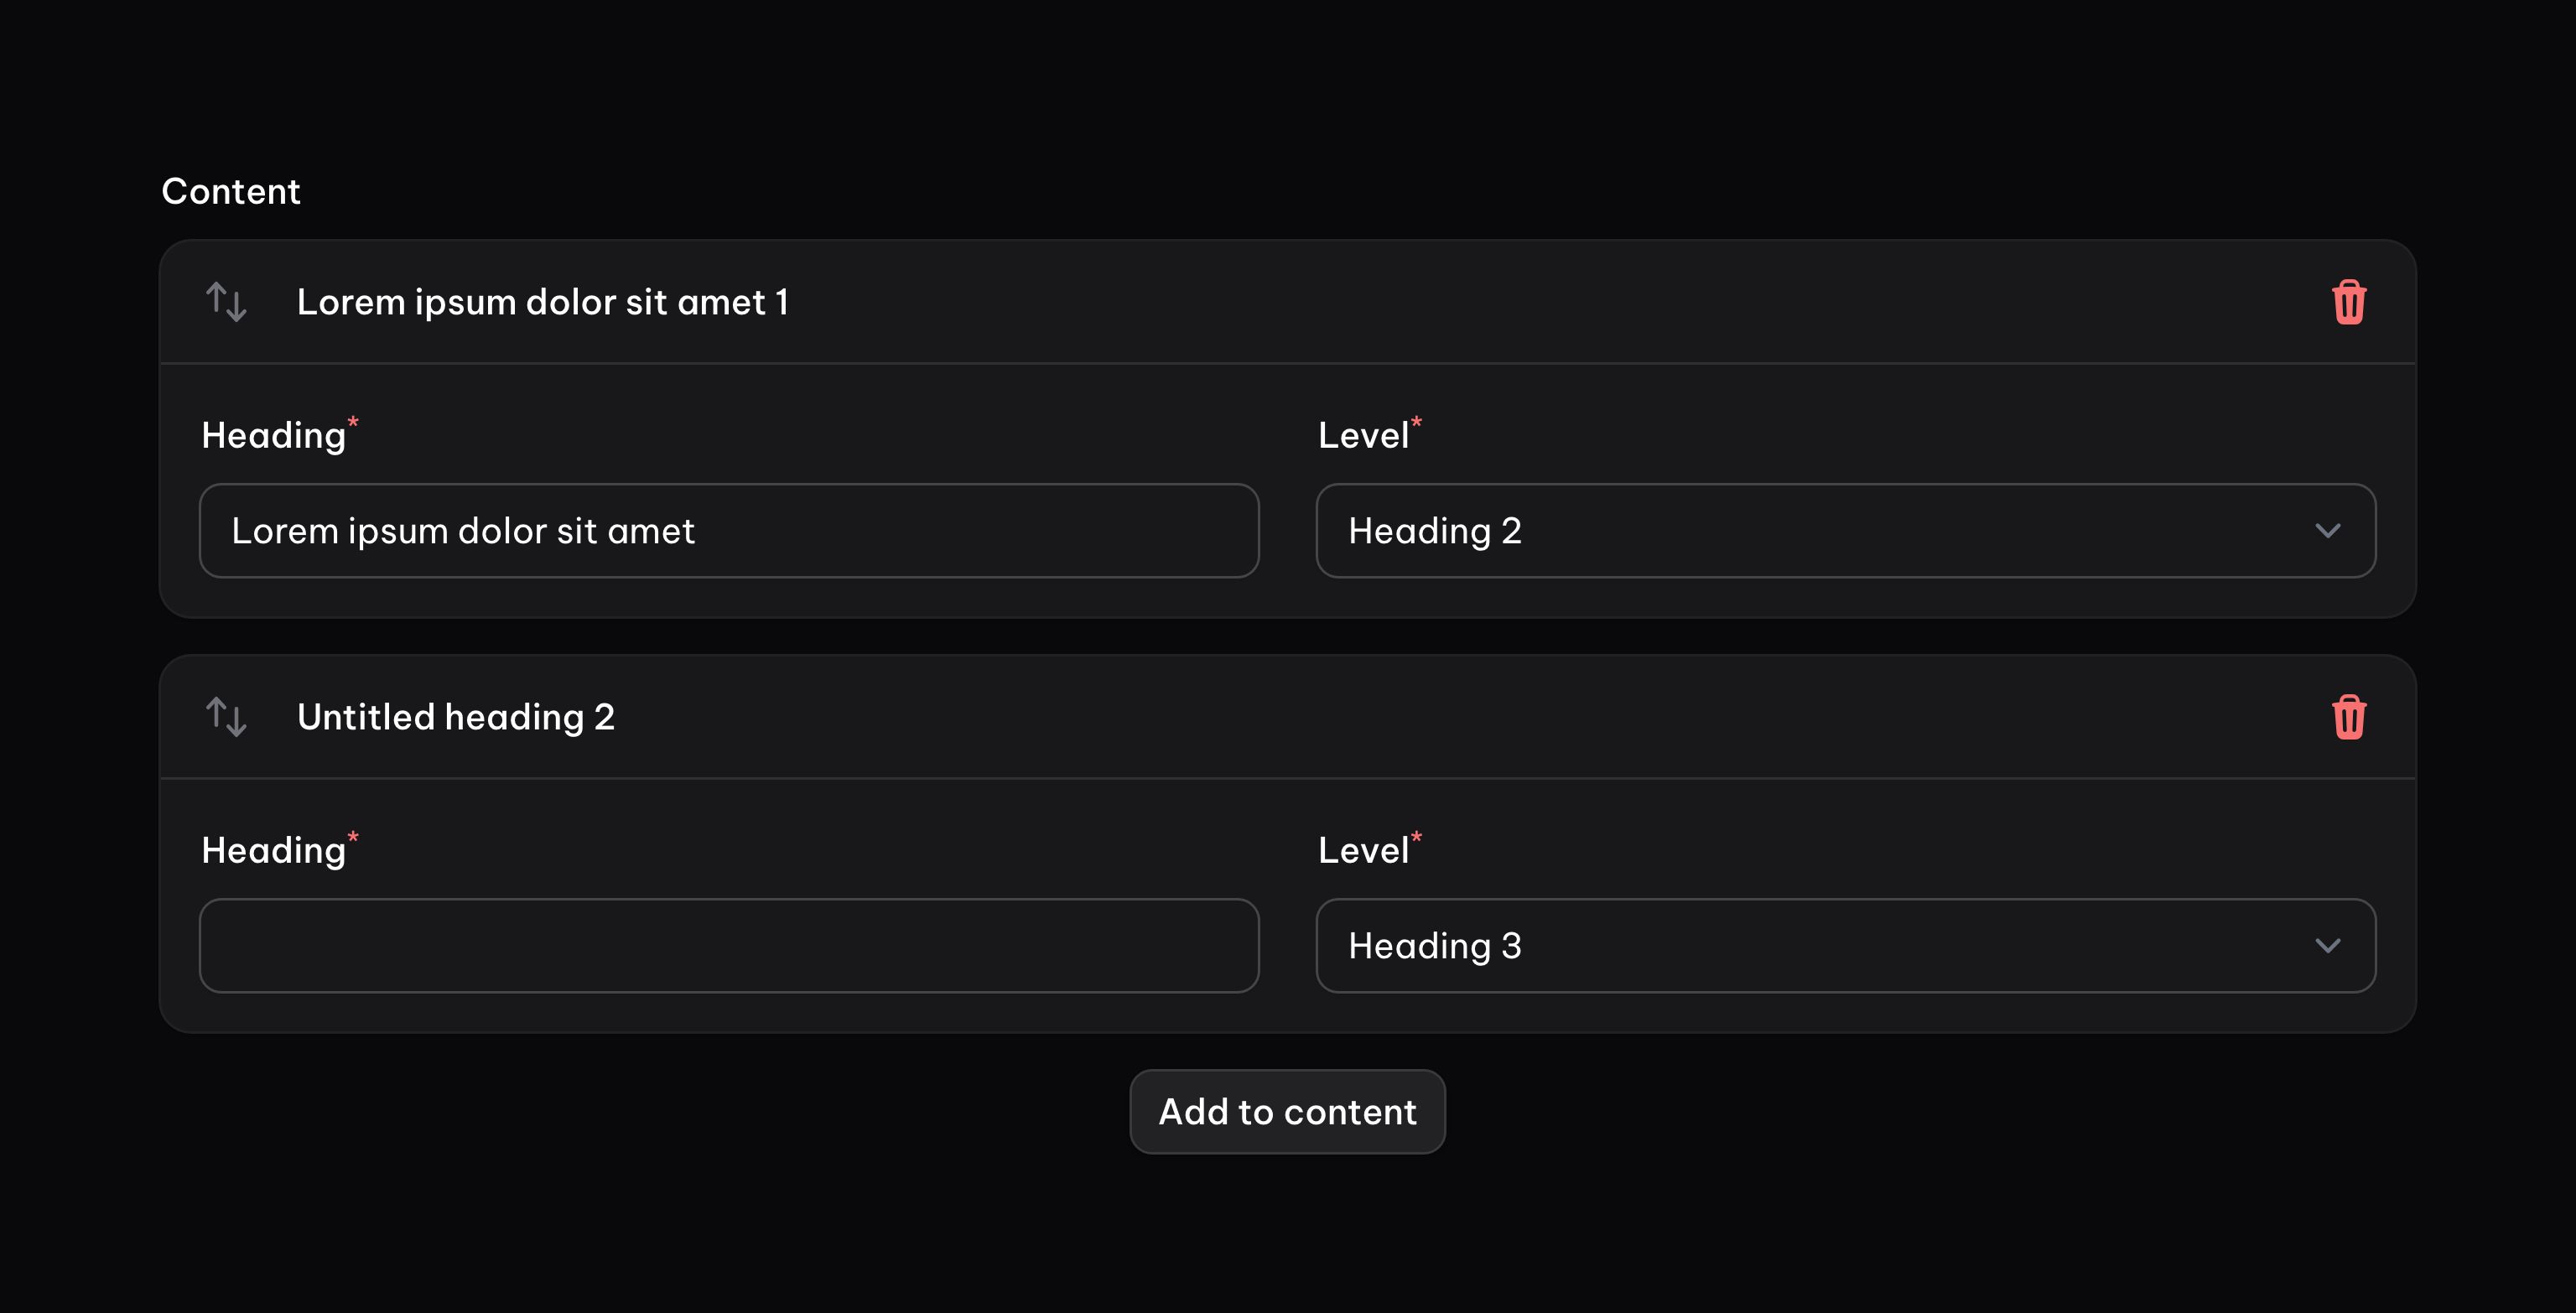 Content
Lorem ipsum dolor sit amet 1
Heading* Level*
Lorem ipsum dolor sit amet Heading 2
Untitled heading 2
Heading* Level*
Heading 3
Add to content